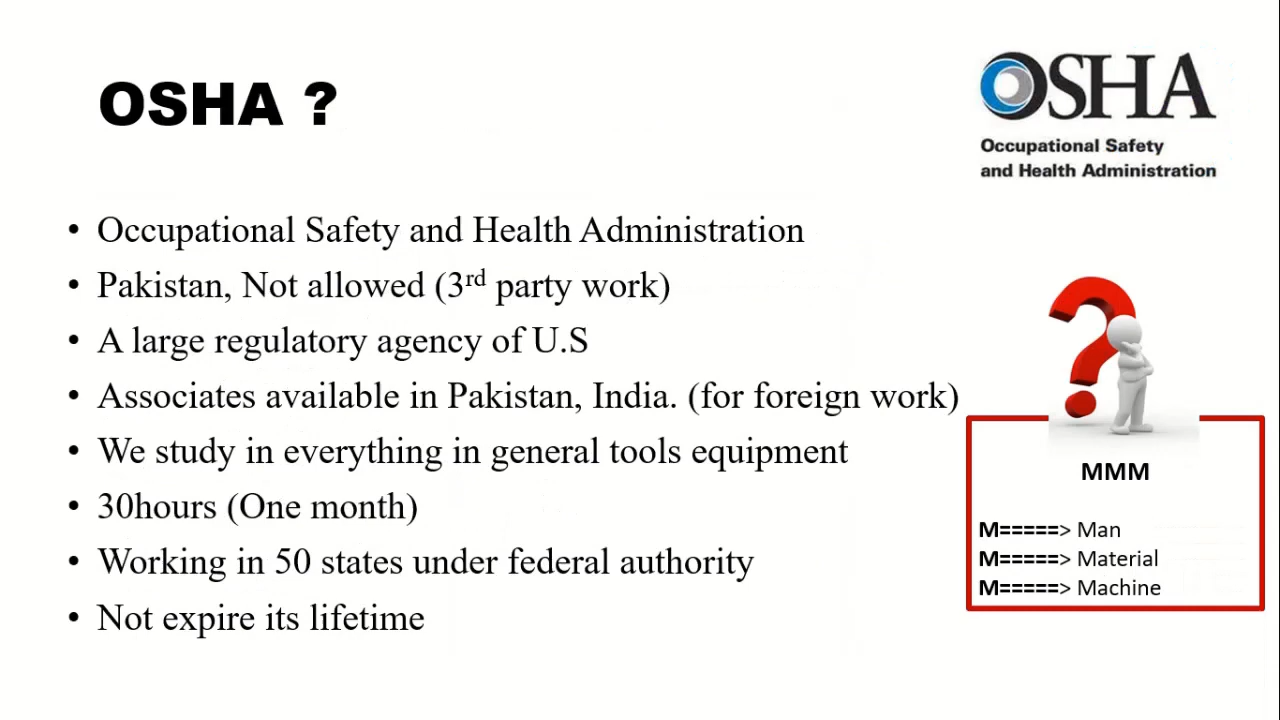 OSHA ?
OSHA
Occupational Safety
and Health Administration
• Occupational Safety and Health Administration
• Pakistan, Not allowed (3rd party work)
• A large regulatory agency of U.S
• Associates available in Pakistan, India. (for foreign work)
• We study in everything in general tools equipment
• 30hours (One month)
• Working in 50 states under federal authority
• Not expire its lifetime
?
MMM
M=====> Man
M=====> Material
M=====> Machine